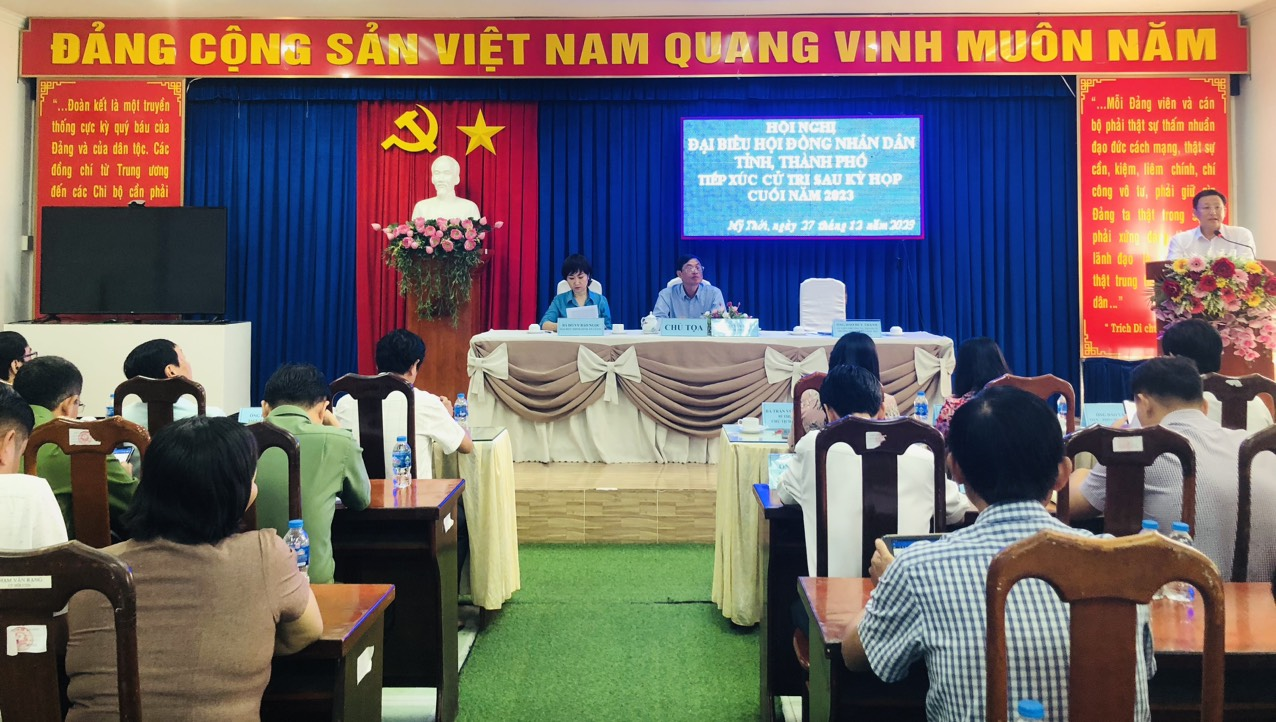 ĐẢNG CỘNG SẢN VIỆT NAM QUANG VINH MUÔN NĂM
"...Đoàn kết là một truyền
thống cực kỳ quý báu của
Đảng và của dân tộc. Các
đồng chí từ Trung ương
đến các Chi bộ cần phải
HỘI NGHỊ
ĐẠI BIỂU HỘI ĐỒNG NHÂN DÂN
TỈNH, THÀNH PHỐ
TIẾP XÚC CỬ TRI SAU KỲ HỌP
CUỐI NĂM 2023
Mỹ Thới, ngày 27 tháng 12 năm 2023
"...Mỗi Đảng viên và cán
bộ phải thật sự thấm nhuần
đạo đức cách mạng, thật sự
cần, kiệm, liêm chính, chí
công vô tư, phải giữ
Đảng ta thật trong
phải xứng
lãnh đạo
thật trung
dân..."
"Trích Di
CHỦ TỌA